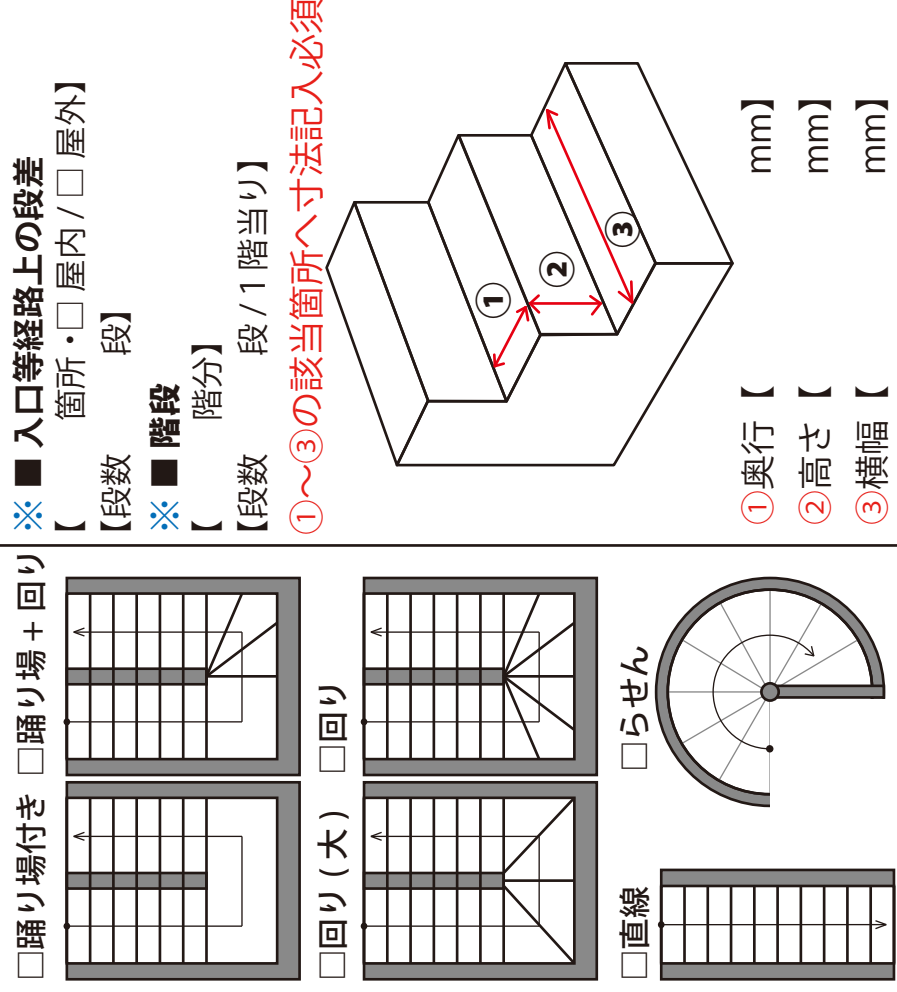 ※■ 入口等経路上の段差
【 箇所・□ 屋内 / □ 屋外】
【段数 段】
※■ 階段
【 階分】
【段数 段 / 1 階当り】
①～③の該当箇所へ寸法記入必須
①
②
③
①奥行【 mm】
②高さ【 mm】
③横幅【 mm】
□踊り場付き □踊り場 + 回り
□回り ( 大 ) □回り
□直線 □らせん